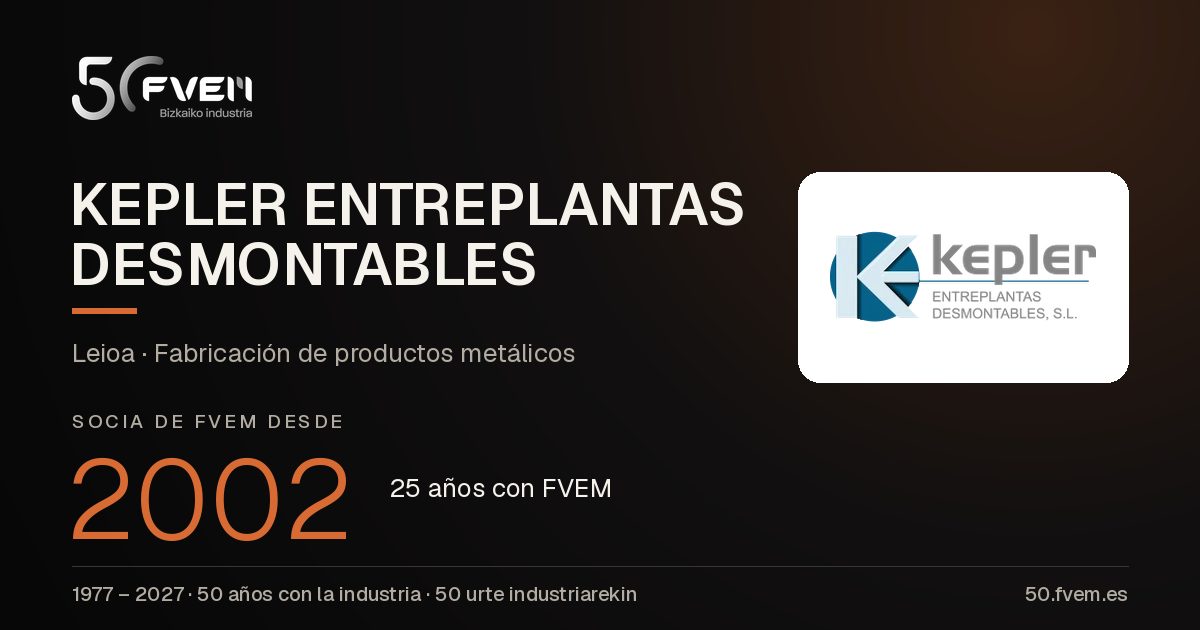 50 FVEM
Bizkaiko industria
KEPLER ENTREPLANTAS
DESMONTABLES
kepler
ENTREPLANTAS
DESMONTABLES, S.L.
Leioa · Fabricación de productos metálicos
SOCIA DE FVEM DESDE
2002
25 años con FVEM
1977 – 2027 · 50 años con la industria · 50 urte industriarekin
50.fvem.es